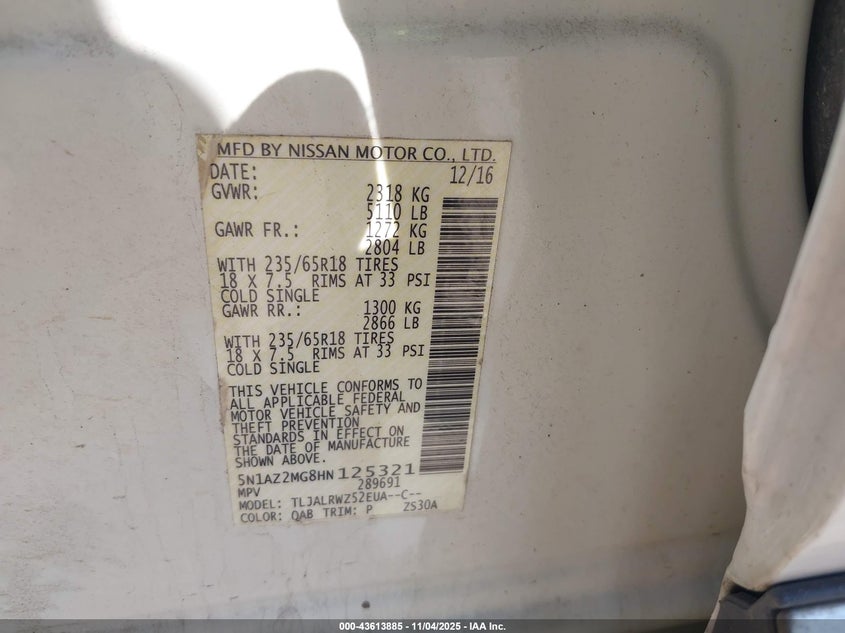 MFD BY NISSAN MOTOR CO., LTD.
DATE: 12/16
GVWR: 2318 KG
5110 LB
GAWR FR.: 1272 KG
2804 LB
WITH 235/65R18 TIRES
18 X 7.5 RIMS AT 33 PSI
COLD SINGLE
GAWR RR.: 1300 KG
2866 LB
WITH 235/65R18 TIRES
18 X 7.5 RIMS AT 33 PSI
COLD SINGLE
THIS VEHICLE CONFORMS TO
ALL APPLICABLE FEDERAL
MOTOR VEHICLE SAFETY AND
THEFT PREVENTION
STANDARDS IN EFFECT ON
THE DATE OF MANUFACTURE
SHOWN ABOVE.
5N1AZ2MG8HN125321
MPV 289691
MODEL: TLJALRWZ52EUA--C--
COLOR: QAB TRIM: P ZS30A
000-43613885 - 11/04/2025 - IAA Inc.